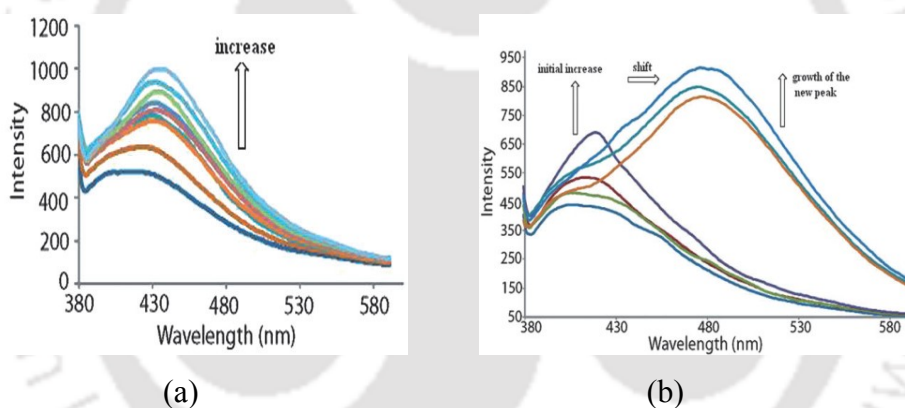 1200
1000
800
600
400
200
0
380
430
480
530
580
Intensity
Wavelength (nm)
increase
(a)
950
850
750
650
550
450
350
250
150
50
380
430
480
530
580
Intensity
Wavelength (nm)
initial increase
shift
growth of the
new peak
(b)